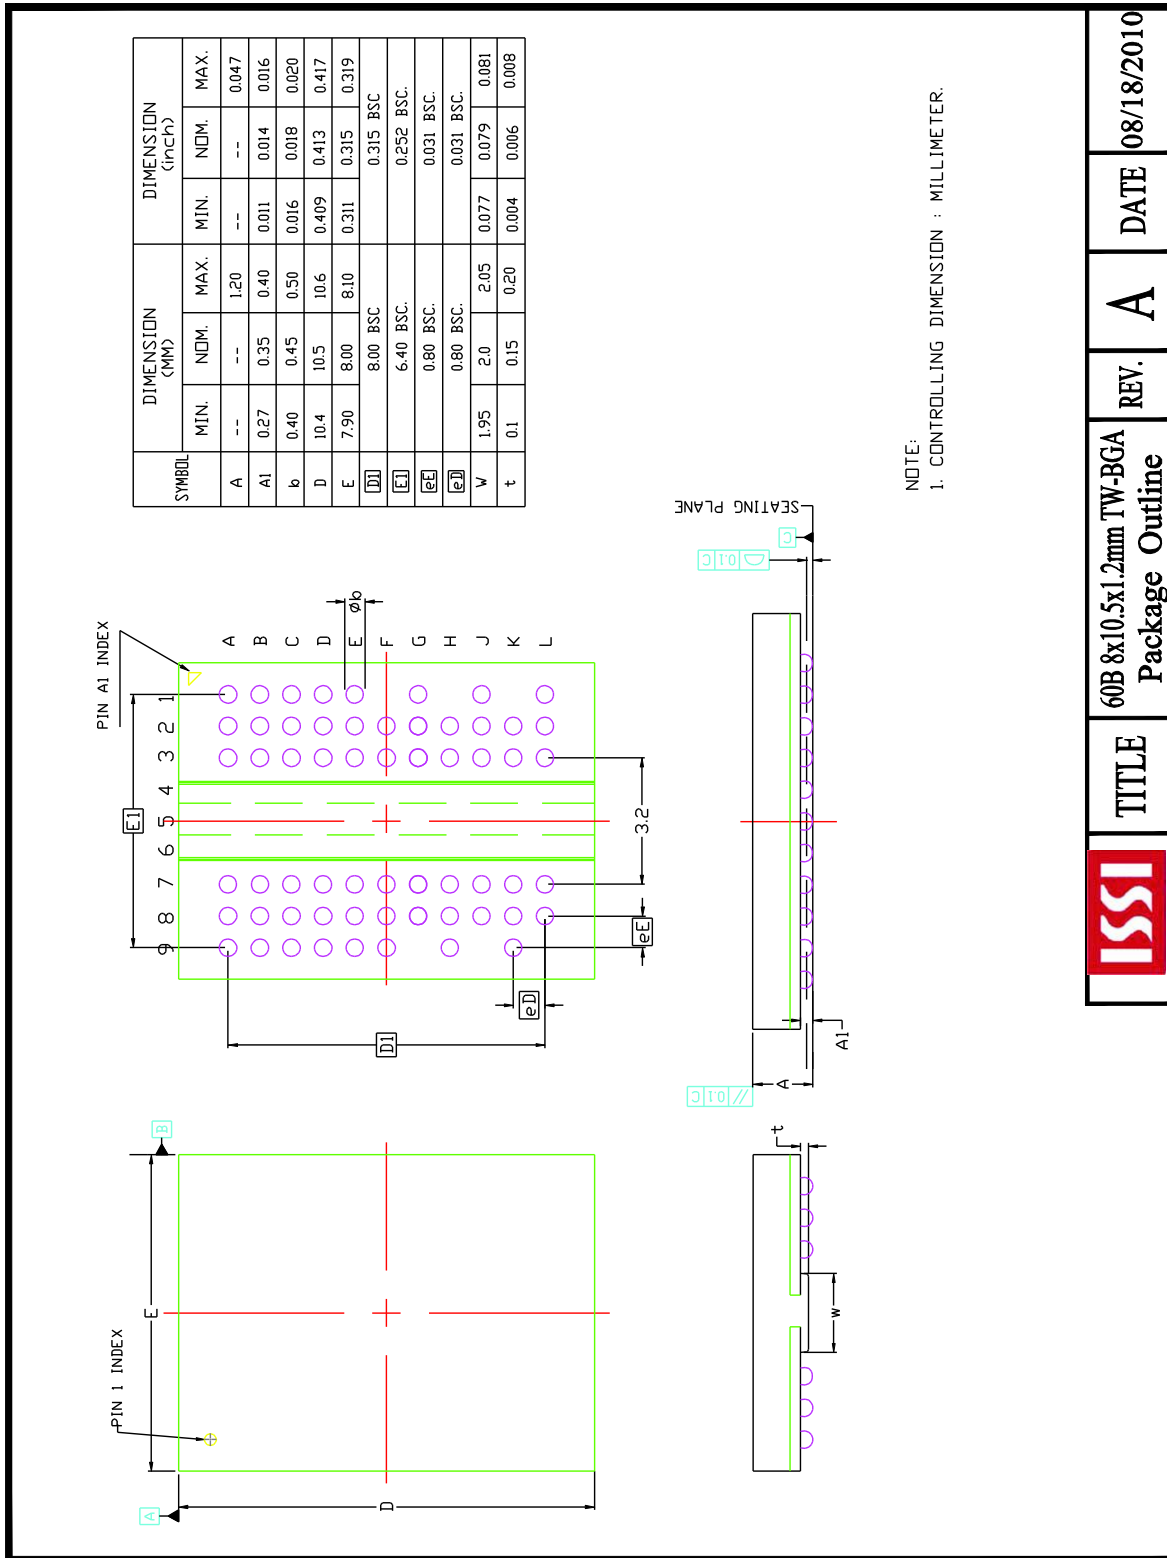 SYMBOL DIMENSION (MM) DIMENSION (inch)
MIN. NOM. MAX. MIN. NOM. MAX.
A -- -- 1.20 -- -- 0.047
A1 0.27 0.35 0.40 0.011 0.014 0.016
b 0.40 0.45 0.50 0.016 0.018 0.020
D 10.4 10.5 10.6 0.409 0.413 0.417
E 7.90 8.00 8.10 0.311 0.315 0.319
D1 8.00 BSC 0.315 BSC
E1 6.40 BSC. 0.252 BSC.
eE 0.80 BSC. 0.031 BSC.
eD 0.80 BSC. 0.031 BSC.
W 1.95 2.0 2.05 0.077 0.079 0.081
t 0.1 0.15 0.20 0.004 0.006 0.008
PIN 1 INDEX
E
D
A
B
PIN A1 INDEX
E1
9 8 7 6 5 4 3 2 1
A
B
C
D
E
F
G
H
J
K
L
øb
3.2
eE
eD
D1
W
t
// 0.1 C
A
A1
0.1 C
C
SEATING PLANE
NOTE:
1. CONTROLLING DIMENSION : MILLIMETER.
ISSI
TITLE
60B 8x10.5x1.2mm TW-BGA
Package Outline
REV.
A
DATE
08/18/2010